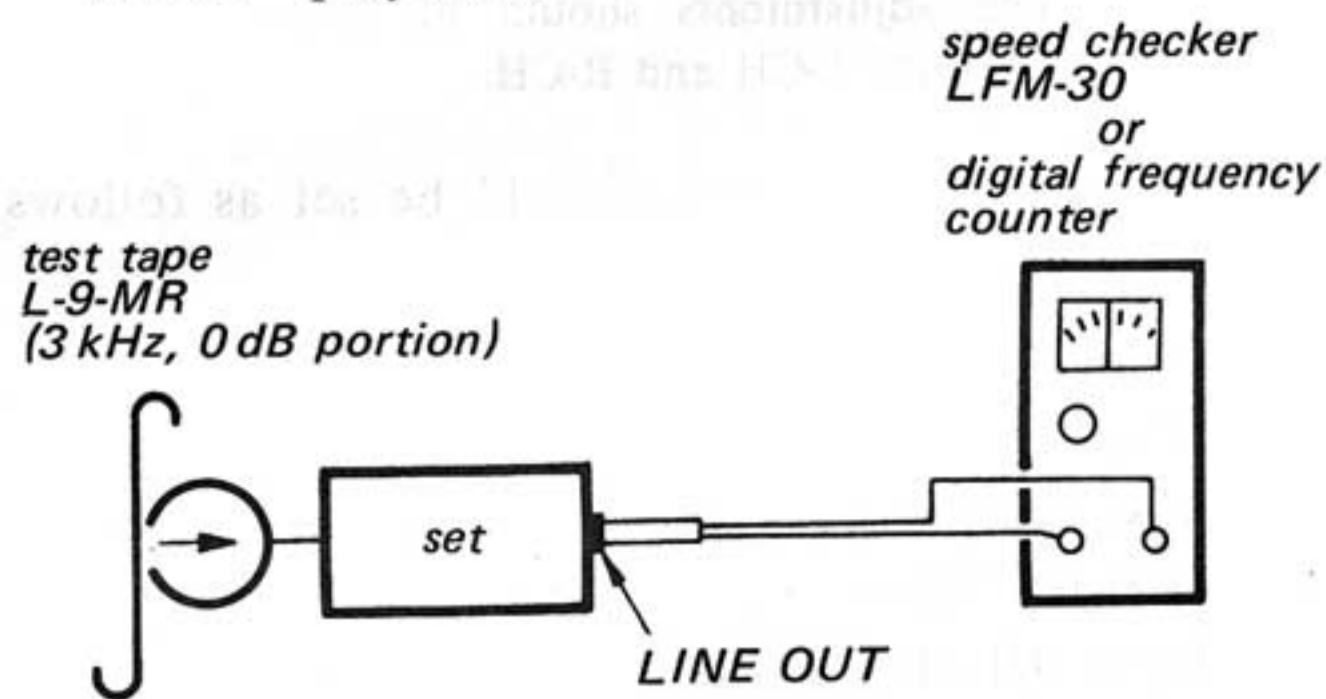 test tape
L-9-MR
(3 kHz, 0 dB portion)
speed checker
LFM-30
or
digital frequency
counter
set
LINE OUT